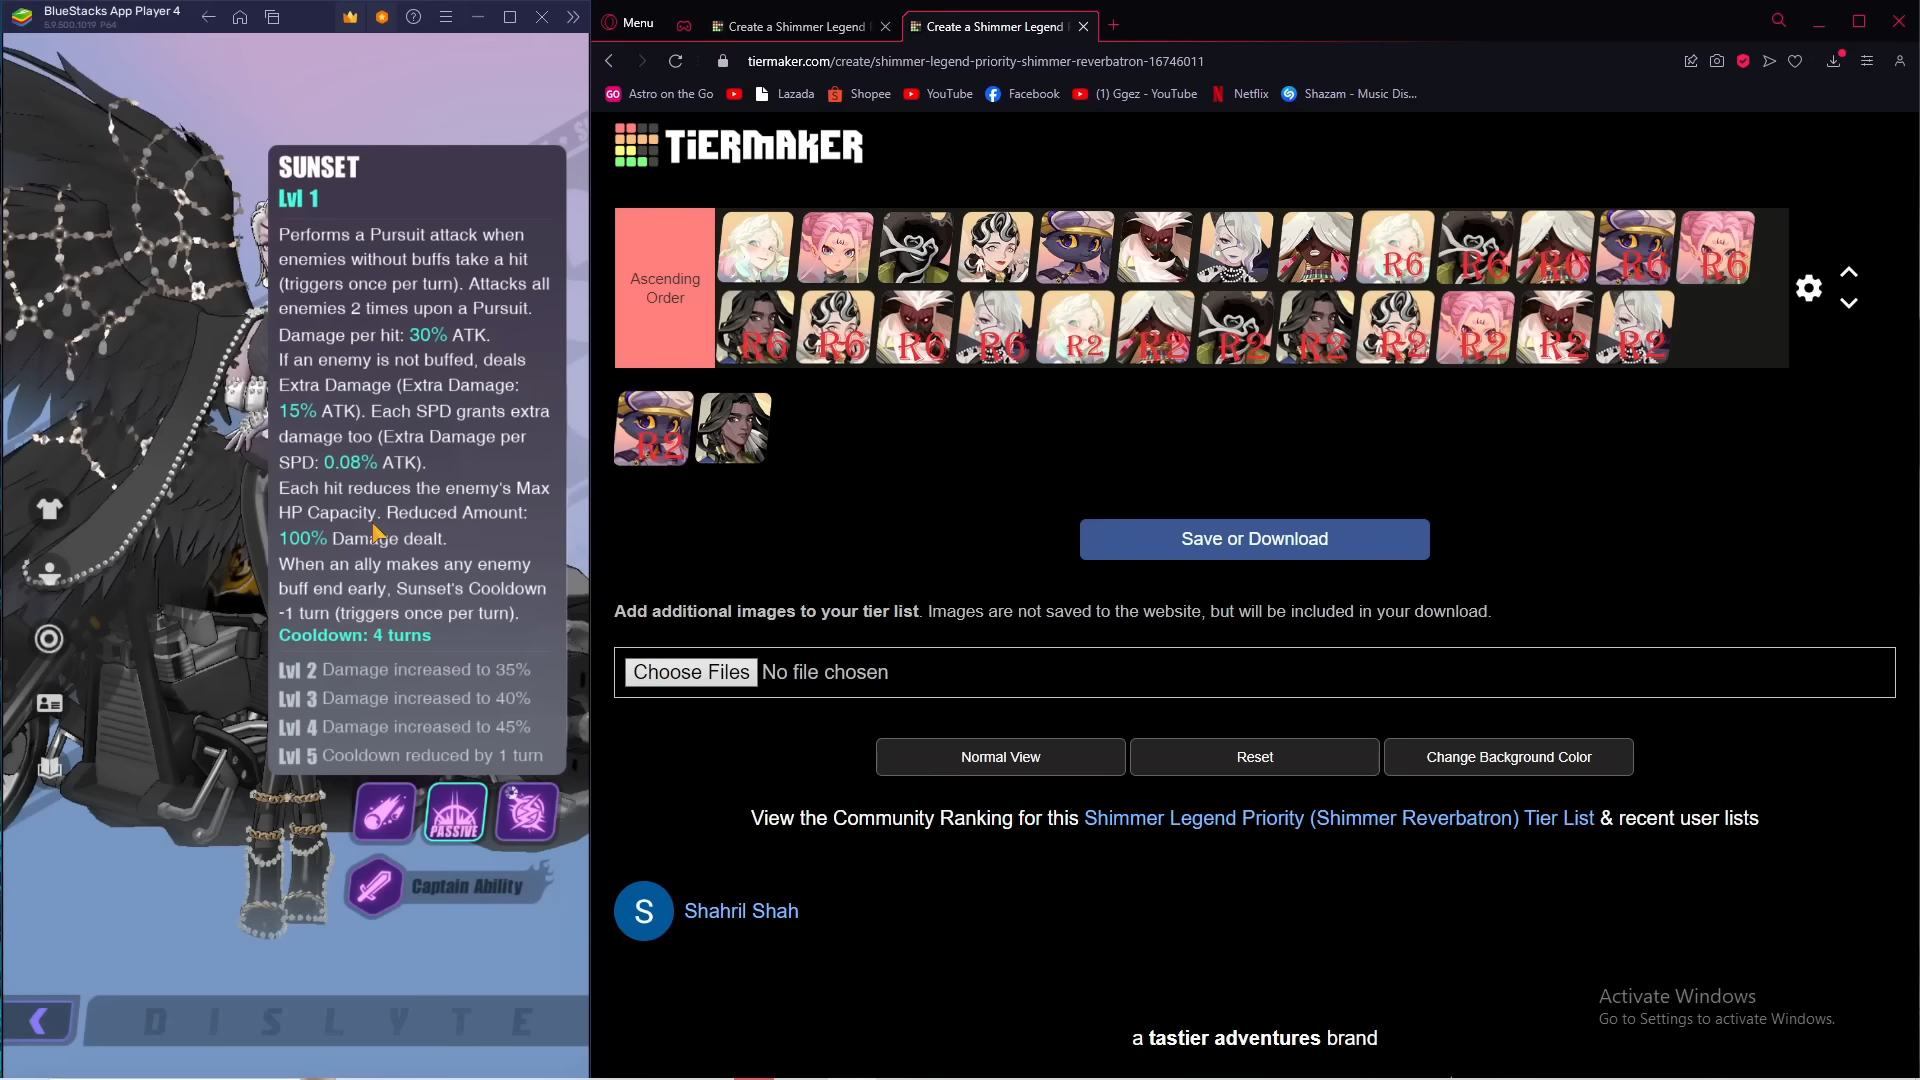 BlueStacks App Player 4
5.9.500.1019 P64
SUNSET
Lvl 1
Performs a Pursuit attack when
enemies without buffs take a hit
(triggers once per turn). Attacks all
enemies 2 times upon a Pursuit.
Damage per hit: 30% ATK.
If an enemy is not buffed, deals
Extra Damage (Extra Damage:
15% ATK). Each SPD grants extra
damage too (Extra Damage per
SPD: 0.08% ATK).
Each hit reduces the enemy's Max
HP Capacity. Reduced Amount:
100% Damage dealt.
When an ally makes any enemy
buff end early, Sunset's Cooldown
-1 turn (triggers once per turn).
Cooldown: 4 turns
Lvl 2 Damage increased to 35%
Lvl 3 Damage increased to 40%
Lvl 4 Damage increased to 45%
Lvl 5 Cooldown reduced by 1 turn
PASSIVE
Captain Ability
DISLYTE
Menu
Create a Shimmer Legend
Create a Shimmer Legend
tiermaker.com/create/shimmer-legend-priority-shimmer-reverbatron-16746011
GO Astro on the Go
Lazada
Shopee
YouTube
Facebook
(1) Ggez - YouTube
Netflix
Shazam - Music Dis...
TiERMAKER
Ascending
Order
R6 R6 R6 R6 R6
R6 R6 R6 R6 R2 R2 R2 R2 R2 R2 R2 R2
R2
Save or Download
Add additional images to your tier list. Images are not saved to the website, but will be included in your download.
Choose Files No file chosen
Normal View
Reset
Change Background Color
View the Community Ranking for this Shimmer Legend Priority (Shimmer Reverbatron) Tier List & recent user lists
S
Shahril Shah
Activate Windows
Go to Settings to activate Windows.
a tastier adventures brand